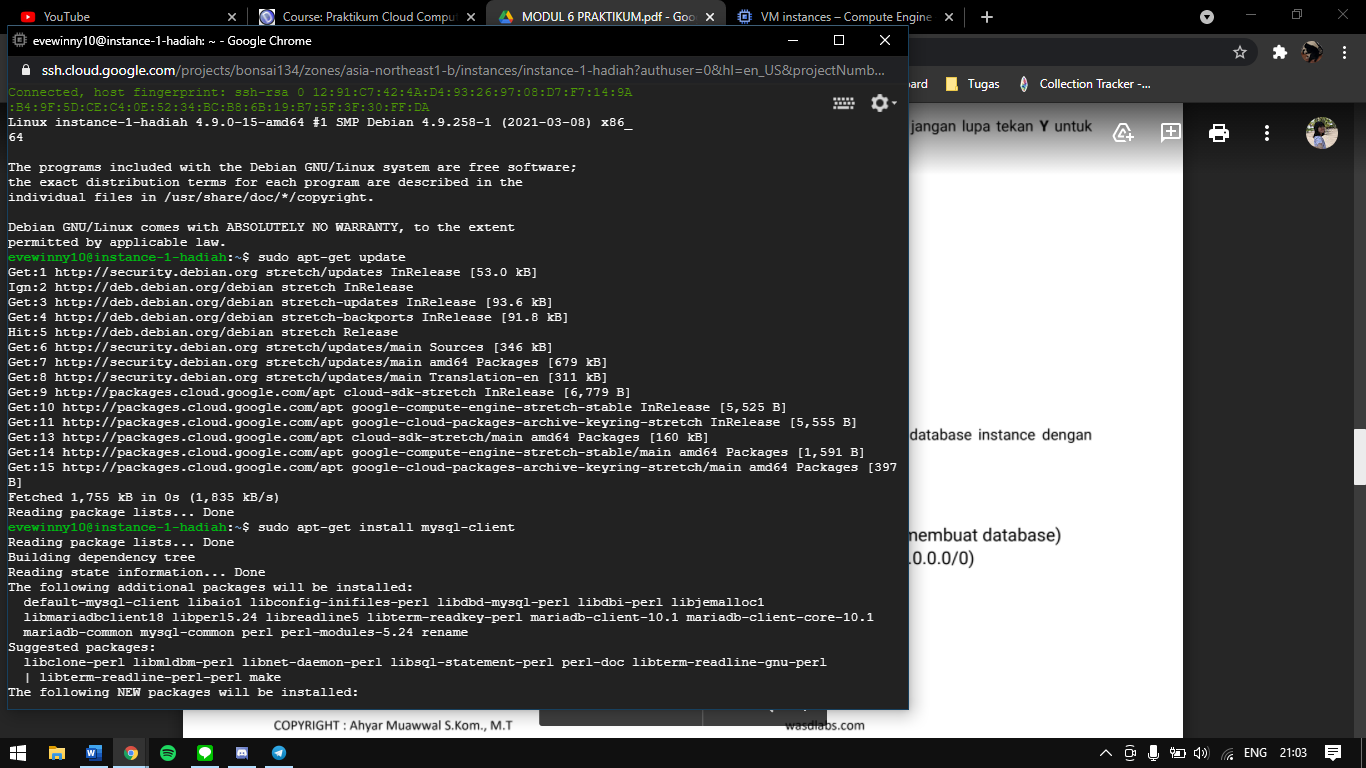 YouTube
Course: Praktikum Cloud Comput
MODUL 6 PRAKTIKUM.pdf - Goo
VM instances – Compute Engine
evewinny10@instance-1-hadiah: ~ - Google Chrome
ssh.cloud.google.com/projects/bonsai134/zones/asia-northeast1-b/instances/instance-1-hadiah?authuser=0&hl=en_US&projectNumb...
oard
Tugas
Collection Tracker -...
Connected, host fingerprint: ssh-rsa 0 12:91:C7:42:4A:D4:93:26:97:08:D7:F7:14:9A
:B4:9F:5D:CE:C4:0E:52:34:BC:B8:6B:19:B7:5F:3F:30:FF:DA
Linux instance-1-hadiah 4.9.0-15-amd64 #1 SMP Debian 4.9.258-1 (2021-03-08) x86_
64
jangan lupa tekan Y untuk
The programs included with the Debian GNU/Linux system are free software;
the exact distribution terms for each program are described in the
individual files in /usr/share/doc/*/copyright.
Debian GNU/Linux comes with ABSOLUTELY NO WARRANTY, to the extent
permitted by applicable law.
evewinny10@instance-1-hadiah:~$ sudo apt-get update
Get:1 http://security.debian.org stretch/updates InRelease [53.0 kB]
Ign:2 http://deb.debian.org/debian stretch InRelease
Get:3 http://deb.debian.org/debian stretch-updates InRelease [93.6 kB]
Get:4 http://deb.debian.org/debian stretch-backports InRelease [91.8 kB]
Hit:5 http://deb.debian.org/debian stretch Release
Get:6 http://security.debian.org stretch/updates/main Sources [346 kB]
Get:7 http://security.debian.org stretch/updates/main amd64 Packages [679 kB]
Get:8 http://security.debian.org stretch/updates/main Translation-en [311 kB]
Get:9 http://packages.cloud.google.com/apt cloud-sdk-stretch InRelease [6,779 B]
Get:10 http://packages.cloud.google.com/apt google-compute-engine-stretch-stable InRelease [5,525 B]
Get:11 http://packages.cloud.google.com/apt google-cloud-packages-archive-keyring-stretch InRelease [5,555 B]
Get:13 http://packages.cloud.google.com/apt cloud-sdk-stretch/main amd64 Packages [160 kB]
Get:14 http://packages.cloud.google.com/apt google-compute-engine-stretch-stable/main amd64 Packages [1,591 B]
Get:15 http://packages.cloud.google.com/apt google-cloud-packages-archive-keyring-stretch/main amd64 Packages [397
B]
Fetched 1,755 kB in 0s (1,835 kB/s)
Reading package lists... Done
evewinny10@instance-1-hadiah:~$ sudo apt-get install mysql-client
Reading package lists... Done
Building dependency tree
Reading state information... Done
The following additional packages will be installed:
default-mysql-client libaio1 libconfig-inifiles-perl libdbd-mysql-perl libdbi-perl libjemalloc1
libmariadbclient18 libperl5.24 libreadline5 libterm-readkey-perl mariadb-client-10.1 mariadb-client-core-10.1
mariadb-common mysql-common perl perl-modules-5.24 rename
Suggested packages:
libclone-perl libmldbm-perl libnet-daemon-perl libsql-statement-perl perl-doc libterm-readline-gnu-perl
| libterm-readline-perl-perl make
The following NEW packages will be installed:
database instance dengan
membuat database)
.0.0.0/0)
COPYRIGHT : Ahyar Muawwal S.Kom., M.T
wasdlabs.com
ENG
21:03